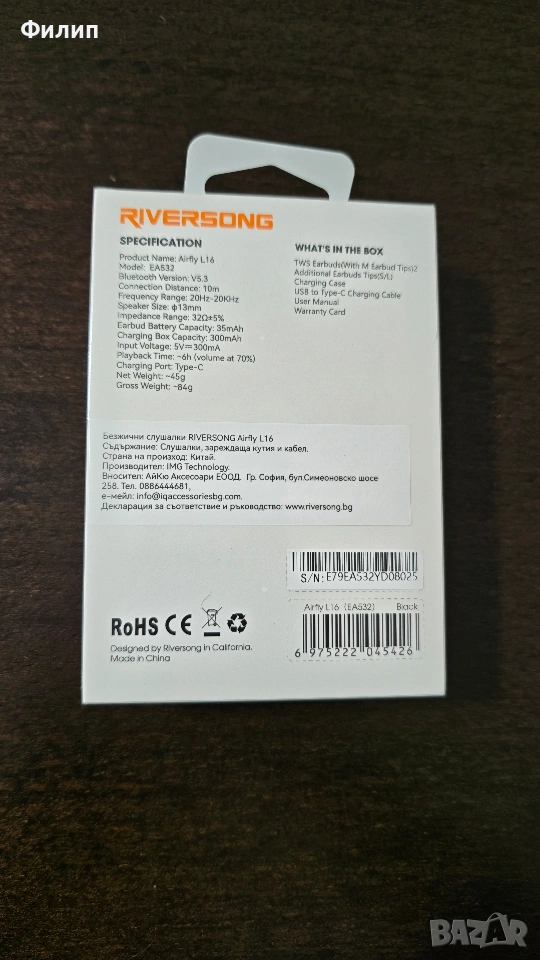 Филип
RIVERSONG
SPECIFICATION
Product Name: Airfly L16
Model: EA532
Bluetooth Version: V5.3
Connection Distance: 10m
Frequency Range: 20Hz-20KHz
Speaker Size: φ13mm
Impedance Range: 32Ω±5%
Earbud Battery Capacity: 35mAh
Charging Box Capacity: 300mAh
Input Voltage: 5V⎓300mA
Playback Time: ~6h (volume at 70%)
Charging Port: Type-C
Net Weight: ~45g
Gross Weight: ~84g
WHAT'S IN THE BOX
TWS Earbuds(With M Earbud Tips)2
Additional Earbuds Tips(S/L)
Charging Case
USB to Type-C Charging Cable
User Manual
Warranty Card
Безжични слушалки RIVERSONG Airfly L16
Съдържание: Слушалки, зареждаща кутия и кабел.
Страна на произход: Китай.
Производител: IMG Technology.
Вносител: АйКю Аксесоари ЕООД. Гр. София, бул.Симеоновско шосе
258. Тел. 0886444681,
е-мейл: info@iqaccessoriesbg.com.
Декларация за съответствие и ръководство: www.riversong.bg
S/N: E79EA532YD08025
Airfly L16 (EA532) Black
6 975222 045426
RoHS CE
Designed by Riversong in California.
Made in China
BAZAR